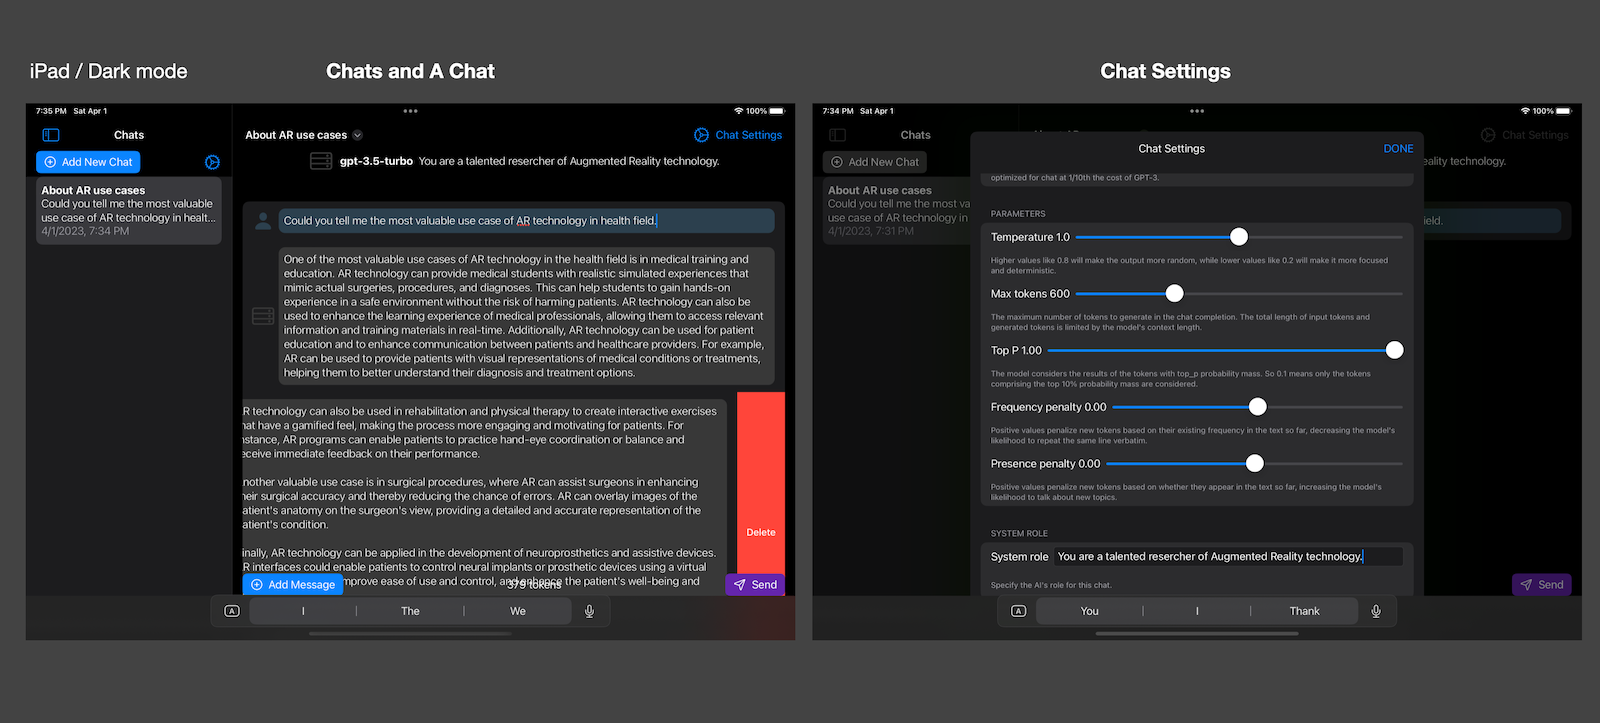 iPad / Dark mode
Chats and A Chat
Chat Settings
7:35 PM Sat Apr 1
100%
Chats
Add New Chat
About AR use cases
Could you tell me the most valuable
use case of AR technology in healt...
4/1/2023, 7:34 PM
About AR use cases
Chat Settings
gpt-3.5-turbo You are a talented resercher of Augmented Reality technology.
Could you tell me the most valuable use case of AR technology in health field.
One of the most valuable use cases of AR technology in the health field is in medical training and
education. AR technology can provide medical students with realistic simulated experiences that
mimic actual surgeries, procedures, and diagnoses. This can help students to gain hands-on
experience in a safe environment without the risk of harming patients. AR technology can also be
used to enhance the learning experience of medical professionals, allowing them to access relevant
information and training materials in real-time. Additionally, AR technology can be used for patient
education and to enhance communication between patients and healthcare providers. For example,
AR can be used to provide patients with visual representations of medical conditions or treatments,
helping them to better understand their diagnosis and treatment options.
R technology can also be used in rehabilitation and physical therapy to create interactive exercises
at have a gamified feel, making the process more engaging and motivating for patients. For
stance, AR programs can enable patients to practice hand-eye coordination or balance and
eceive immediate feedback on their performance.
nother valuable use case is in surgical procedures, where AR can assist surgeons in enhancing
eir surgical accuracy and thereby reducing the chance of errors. AR can overlay images of the
atient's anatomy on the surgeon's view, providing a detailed and accurate representation of the
atient's condition.
inally, AR technology can be applied in the development of neuroprosthetics and assistive devices.
R interfaces could enable patients to control neural implants or prosthetic devices using a virtual
mprove ease of use and control, and enhance the patient's well-being and
Delete
Add Message
379 tokens
Send
A
I
The
We
7:34 PM Sat Apr 1
100%
Chats
Add New Chat
About AR use cases
Could you tell me the most va
use case of AR technology in h
4/1/2023, 7:31 PM
Chat Settings
eality technology.
ield.
Chat Settings
DONE
optimized for chat at 1/10th the cost of GPT-3.
PARAMETERS
Temperature 1.0
Higher values like 0.8 will make the output more random, while lower values like 0.2 will make it more focused
and deterministic.
Max tokens 600
The maximum number of tokens to generate in the chat completion. The total length of input tokens and
generated tokens is limited by the model's context length.
Top P 1.00
The model considers the results of the tokens with top_p probability mass. So 0.1 means only the tokens
comprising the top 10% probability mass are considered.
Frequency penalty 0.00
Positive values penalize new tokens based on their existing frequency in the text so far, decreasing the model's
likelihood to repeat the same line verbatim.
Presence penalty 0.00
Positive values penalize new tokens based on whether they appear in the text so far, increasing the model's
likelihood to talk about new topics.
SYSTEM ROLE
System role You are a talented resercher of Augmented Reality technology.
Specify the AI's role for this chat.
Send
A
You
I
Thank